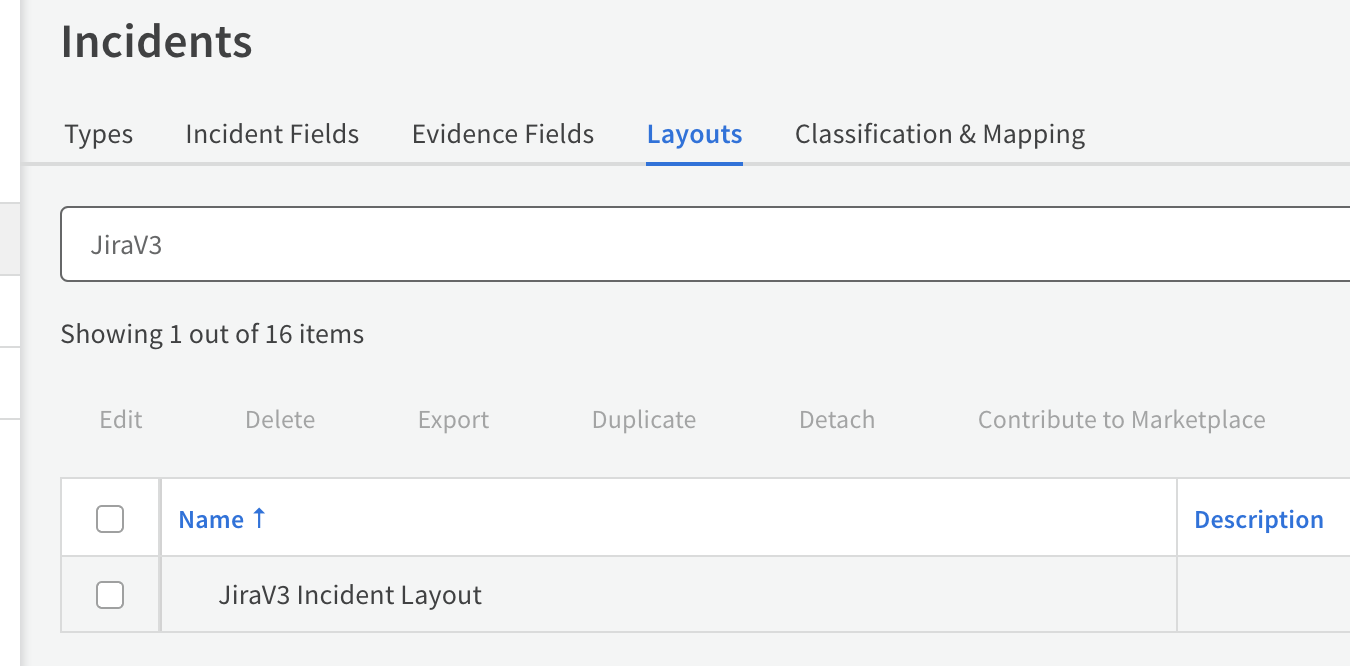 Incidents
Types Incident Fields Evidence Fields Layouts Classification & Mapping
JiraV3
Showing 1 out of 16 items
Edit Delete Export Duplicate Detach Contribute to Marketplace
Name ↑ Description
JiraV3 Incident Layout